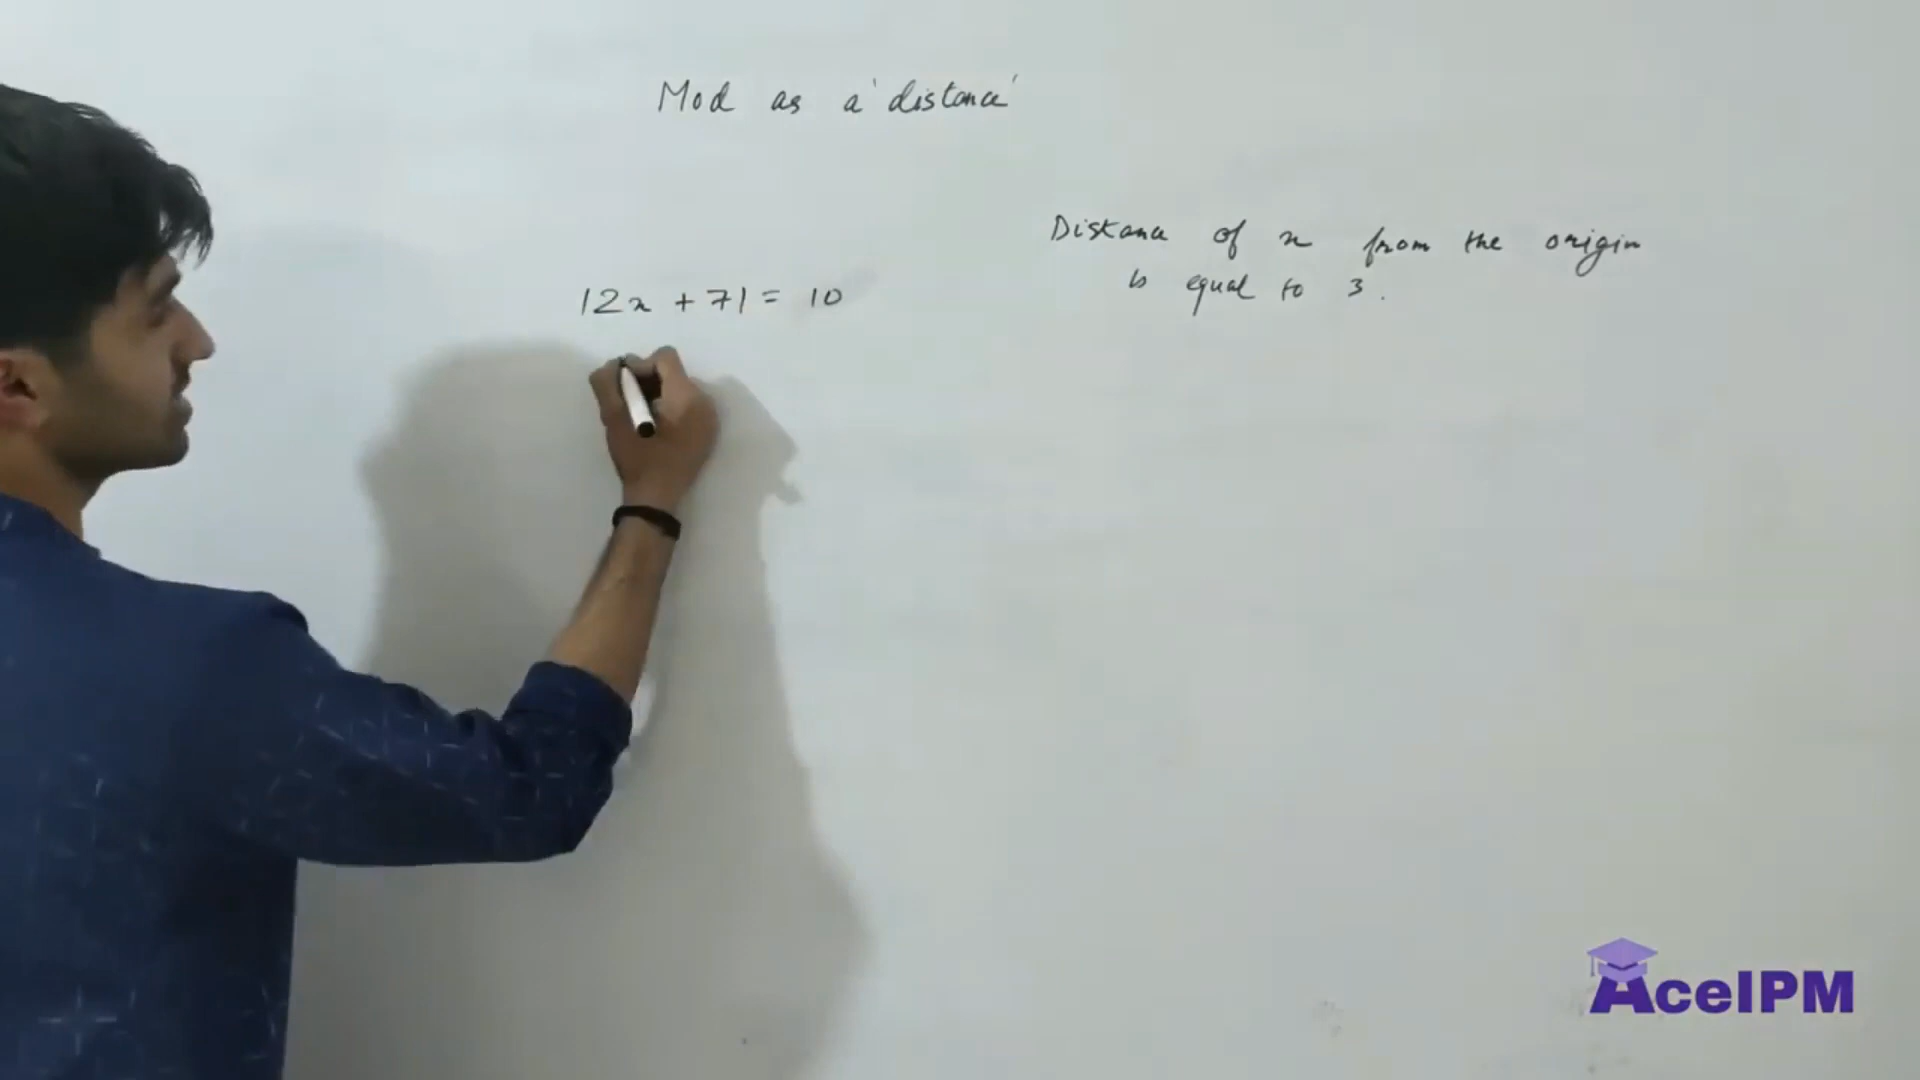 Mod as a 'distance'
Distance of x from the origin
is equal to 3.
|2x + 7| = 10
AceIPM